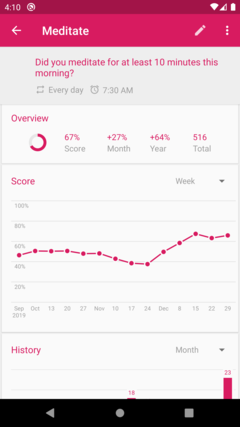 4:10
Meditate
Did you meditate for at least 10 minutes this
morning?
Every day 7:30 AM
Overview
67% +27% +64% 516
Score Month Year Total
Score Week
100%
80%
60%
40%
20%
Sep Oct 13 20 27 Nov 10 17 24 Dec 8 15 22 29
2019
History Month
23
18